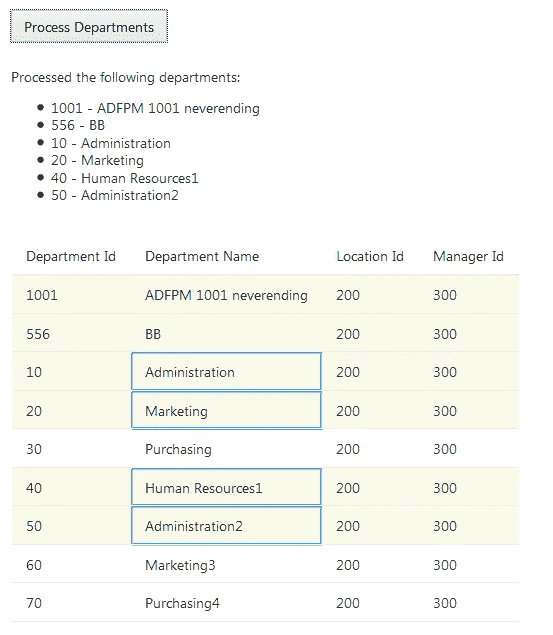 Process Departments
Processed the following departments:
1001 - ADFPM 1001 neverending
556 - BB
10 - Administration
20 - Marketing
40 - Human Resources1
50 - Administration2
Department Id Department Name Location Id Manager Id
1001 ADFPM 1001 neverending 200 300
556 BB 200 300
10 Administration 200 300
20 Marketing 200 300
30 Purchasing 200 300
40 Human Resources1 200 300
50 Administration2 200 300
60 Marketing3 200 300
70 Purchasing4 200 300